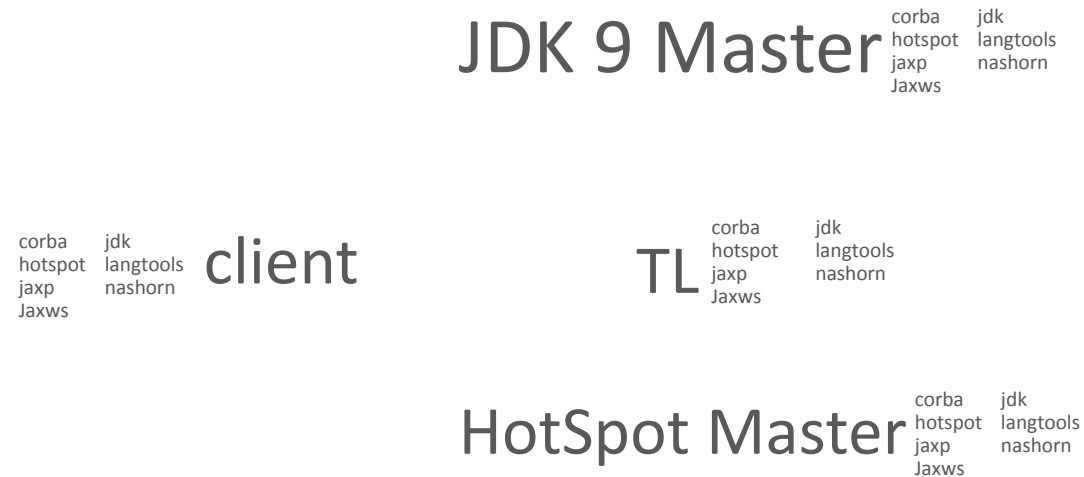 JDK 9 Master
corba jdk
hotspot langtools
jaxp nashorn
Jaxws
corba jdk
hotspot langtools
jaxp nashorn
Jaxws
client
TL
corba jdk
hotspot langtools
jaxp nashorn
Jaxws
HotSpot Master
corba jdk
hotspot langtools
jaxp nashorn
Jaxws